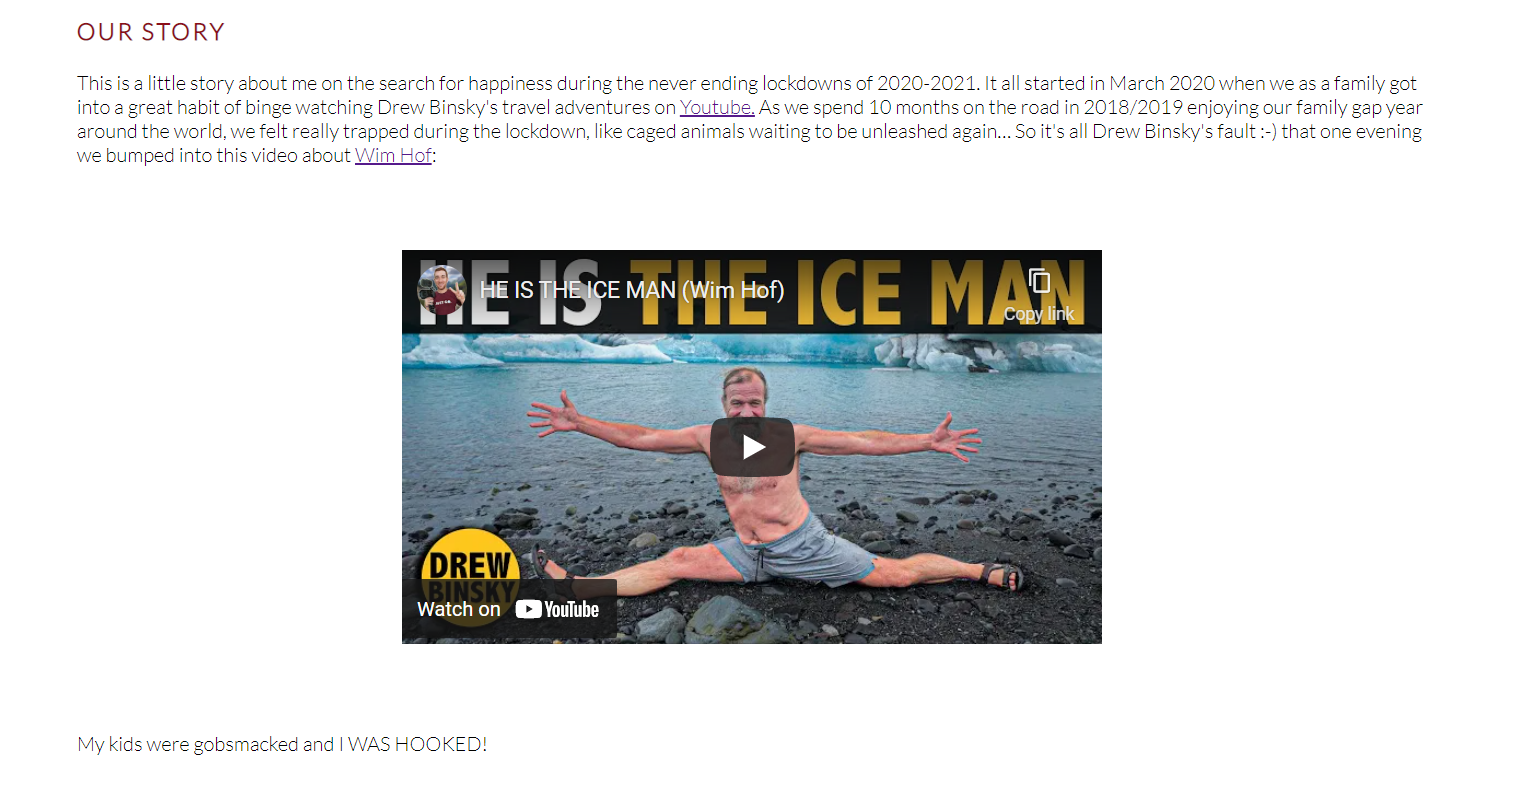 OUR STORY
This is a little story about me on the search for happiness during the never ending lockdowns of 2020-2021. It all started in March 2020 when we as a family got
into a great habit of binge watching Drew Binsky's travel adventures on Youtube. As we spend 10 months on the road in 2018/2019 enjoying our family gap year
around the world, we felt really trapped during the lockdown, like caged animals waiting to be unleashed again... So it's all Drew Binsky's fault :-) that one evening
we bumped into this video about Wim Hof:
HE IS THE ICE MAN
HE IS THE ICE MAN (Wim Hof)
Copy link
DREW
BINSKY
Watch on YouTube
My kids were gobsmacked and I WAS HOOKED!